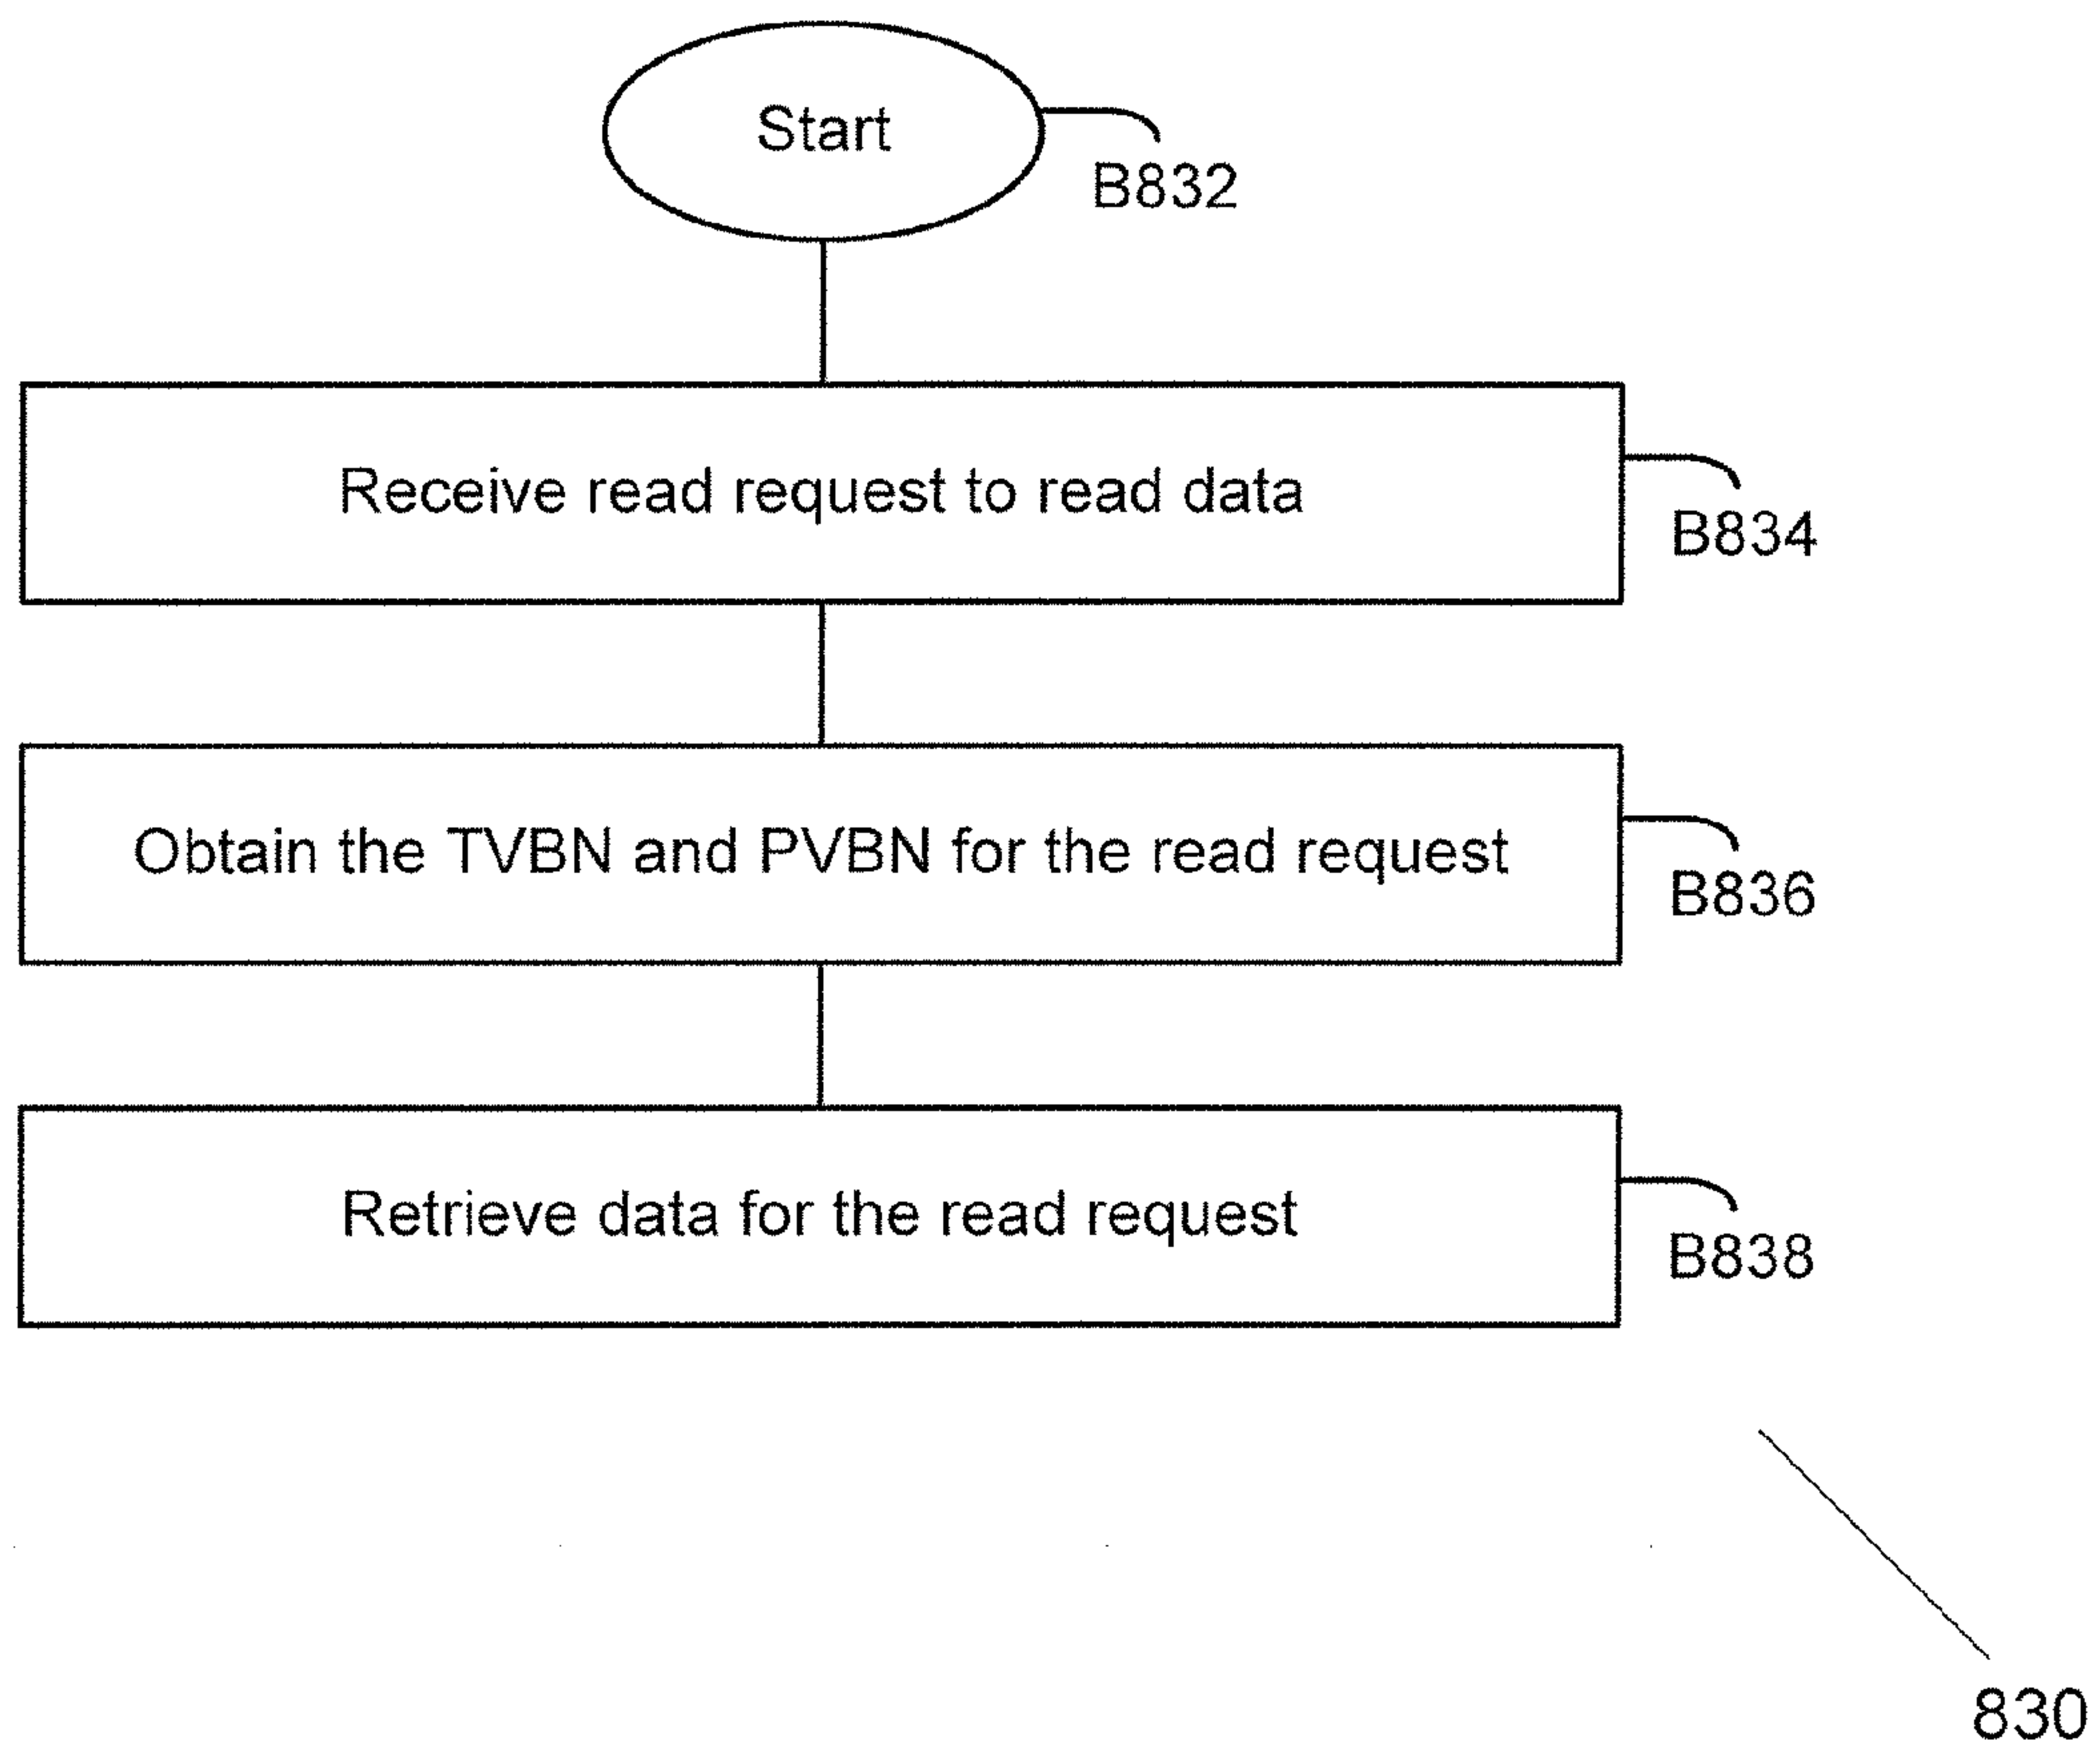 Start
B832
Receive read request to read data
B834
Obtain the TVBN and PVBN for the read request
B836
Retrieve data for the read request
B838
830